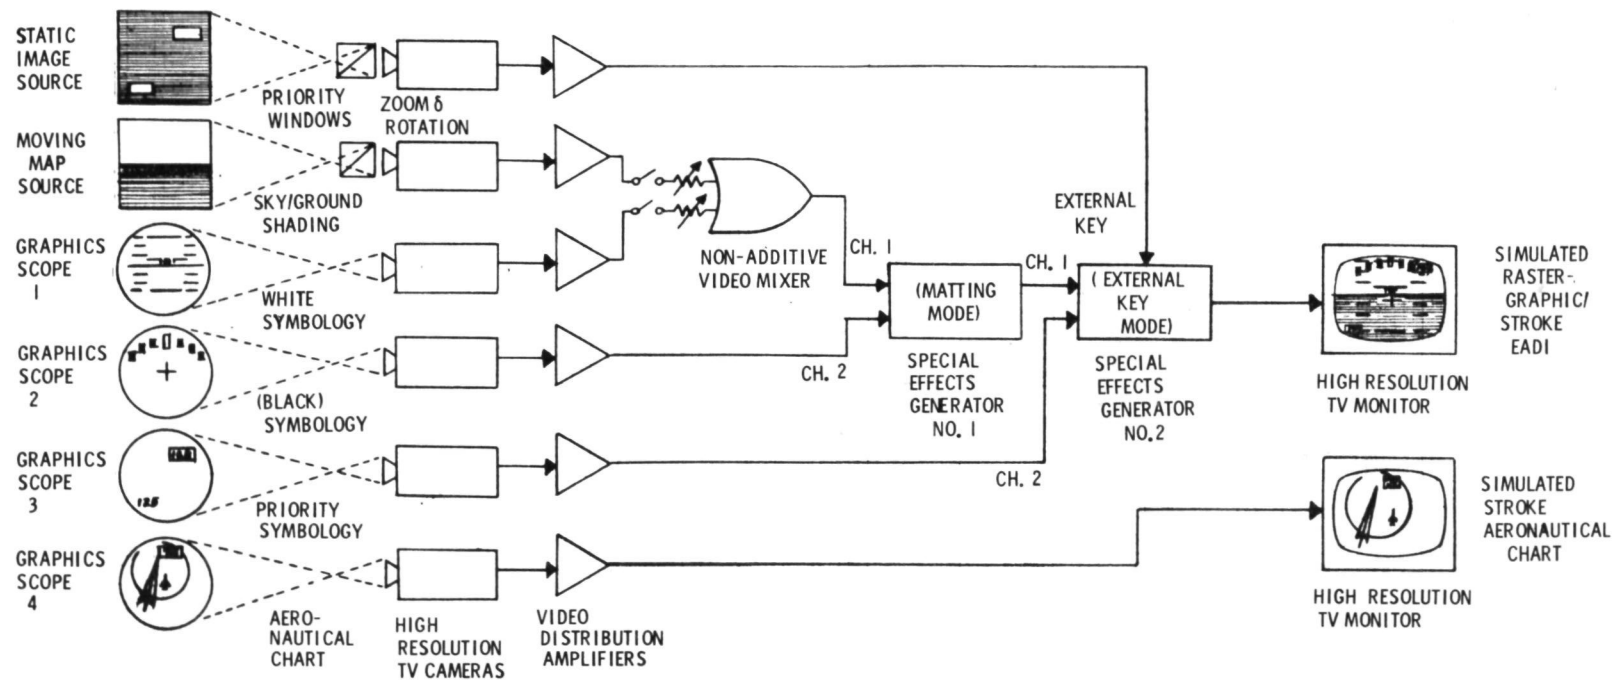 STATIC
IMAGE
SOURCE
PRIORITY
WINDOWS
ZOOM δ
ROTATION
MOVING
MAP
SOURCE
SKY/GROUND
SHADING
GRAPHICS
SCOPE
1
WHITE
SYMBOLOGY
GRAPHICS
SCOPE
2
(BLACK)
SYMBOLOGY
GRAPHICS
SCOPE
3
125
PRIORITY
SYMBOLOGY
GRAPHICS
SCOPE
4
AERO-
NAUTICAL
CHART
HIGH
RESOLUTION
TV CAMERAS
VIDEO
DISTRIBUTION
AMPLIFIERS
NON-ADDITIVE
VIDEO MIXER
CH. 1
CH. 2
(MATTING
MODE)
SPECIAL
EFFECTS
GENERATOR
NO. 1
EXTERNAL
KEY
CH. 1
CH. 2
( EXTERNAL
KEY
MODE)
SPECIAL
EFFECTS
GENERATOR
NO.2
HIGH RESOLUTION
TV MONITOR
SIMULATED
RASTER-
GRAPHIC/
STROKE
EADI
HIGH RESOLUTION
TV MONITOR
SIMULATED
STROKE
AERONAUTICAL
CHART